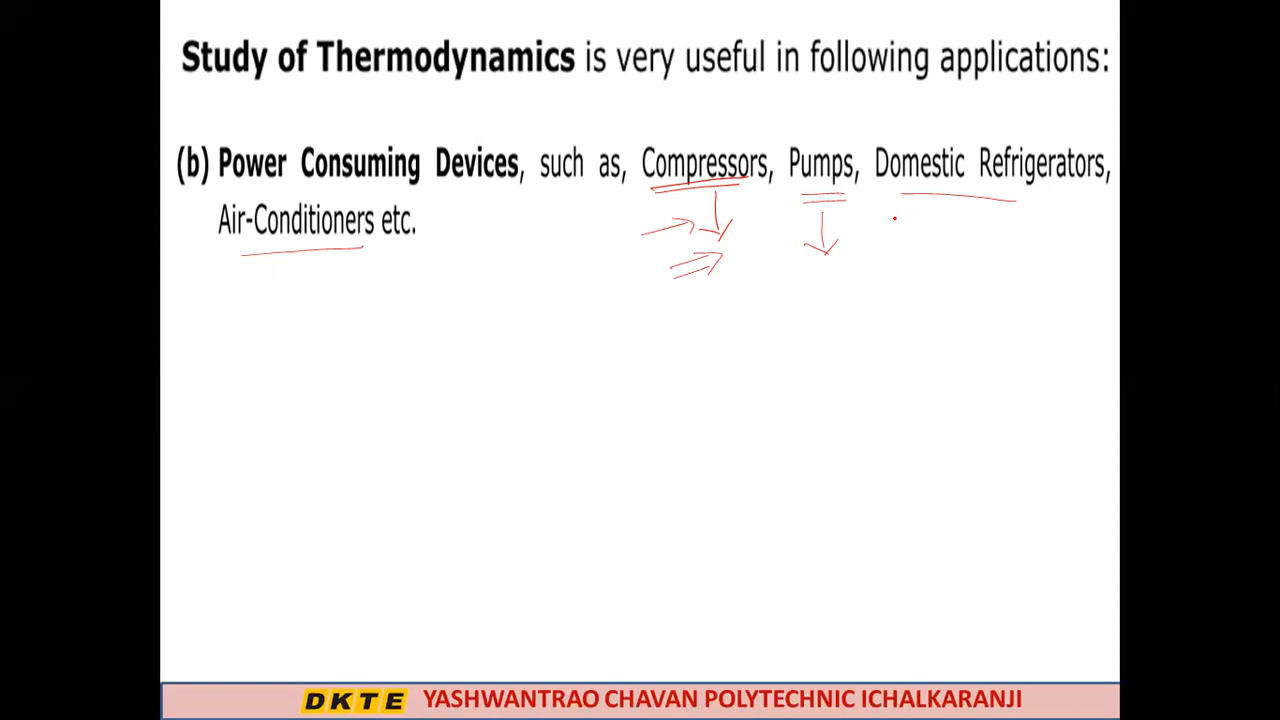 Study of Thermodynamics is very useful in following applications:
(b) Power Consuming Devices, such as, Compressors, Pumps, Domestic Refrigerators,
Air-Conditioners etc.
DKTE YASHWANTRAO CHAVAN POLYTECHNIC ICHALKARANJI